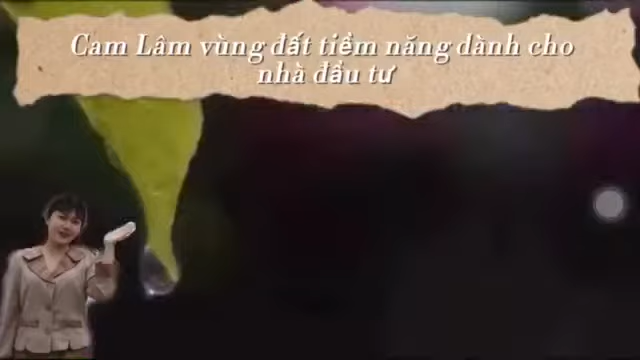 Cam Lâm vùng đất tiềm năng dành cho
nhà đầu tư